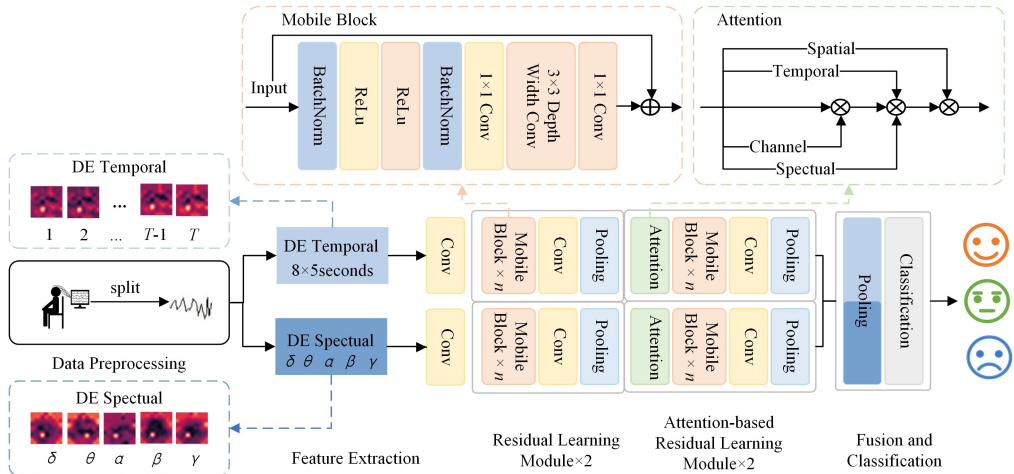 Mobile Block
Input
BatchNorm
ReLu
ReLu
BatchNorm
1×1 Conv
3×3 Depth
Width Conv
1×1 Conv
Attention
Spatial
Temporal
Channel
Spectual
DE Temporal
...
1 2 ... T-1 T
split
Data Preprocessing
DE Spectual
δ θ α β γ
DE Temporal
8×5seconds
DE Spectual
δ θ α β γ
Feature Extraction
Conv
Mobile
Block × n
Conv
Pooling
Attention
Mobile
Block × n
Conv
Pooling
Conv
Mobile
Block × n
Conv
Pooling
Attention
Mobile
Block × n
Conv
Pooling
Residual Learning
Module×2
Attention-based
Residual Learning
Module×2
Pooling
Classification
Fusion and
Classification